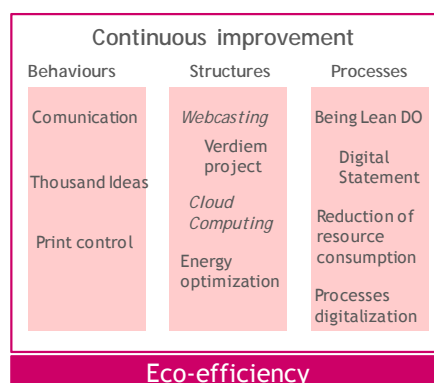 Continuous improvement
Behaviours
Comunication
Thousand Ideas
Print control
Structures
Webcasting
Verdiem
project
Cloud
Computing
Energy
optimization
Processes
Being Lean DO
Digital
Statement
Reduction of
resource
consumption
Processes
digitalization
Eco-efficiency